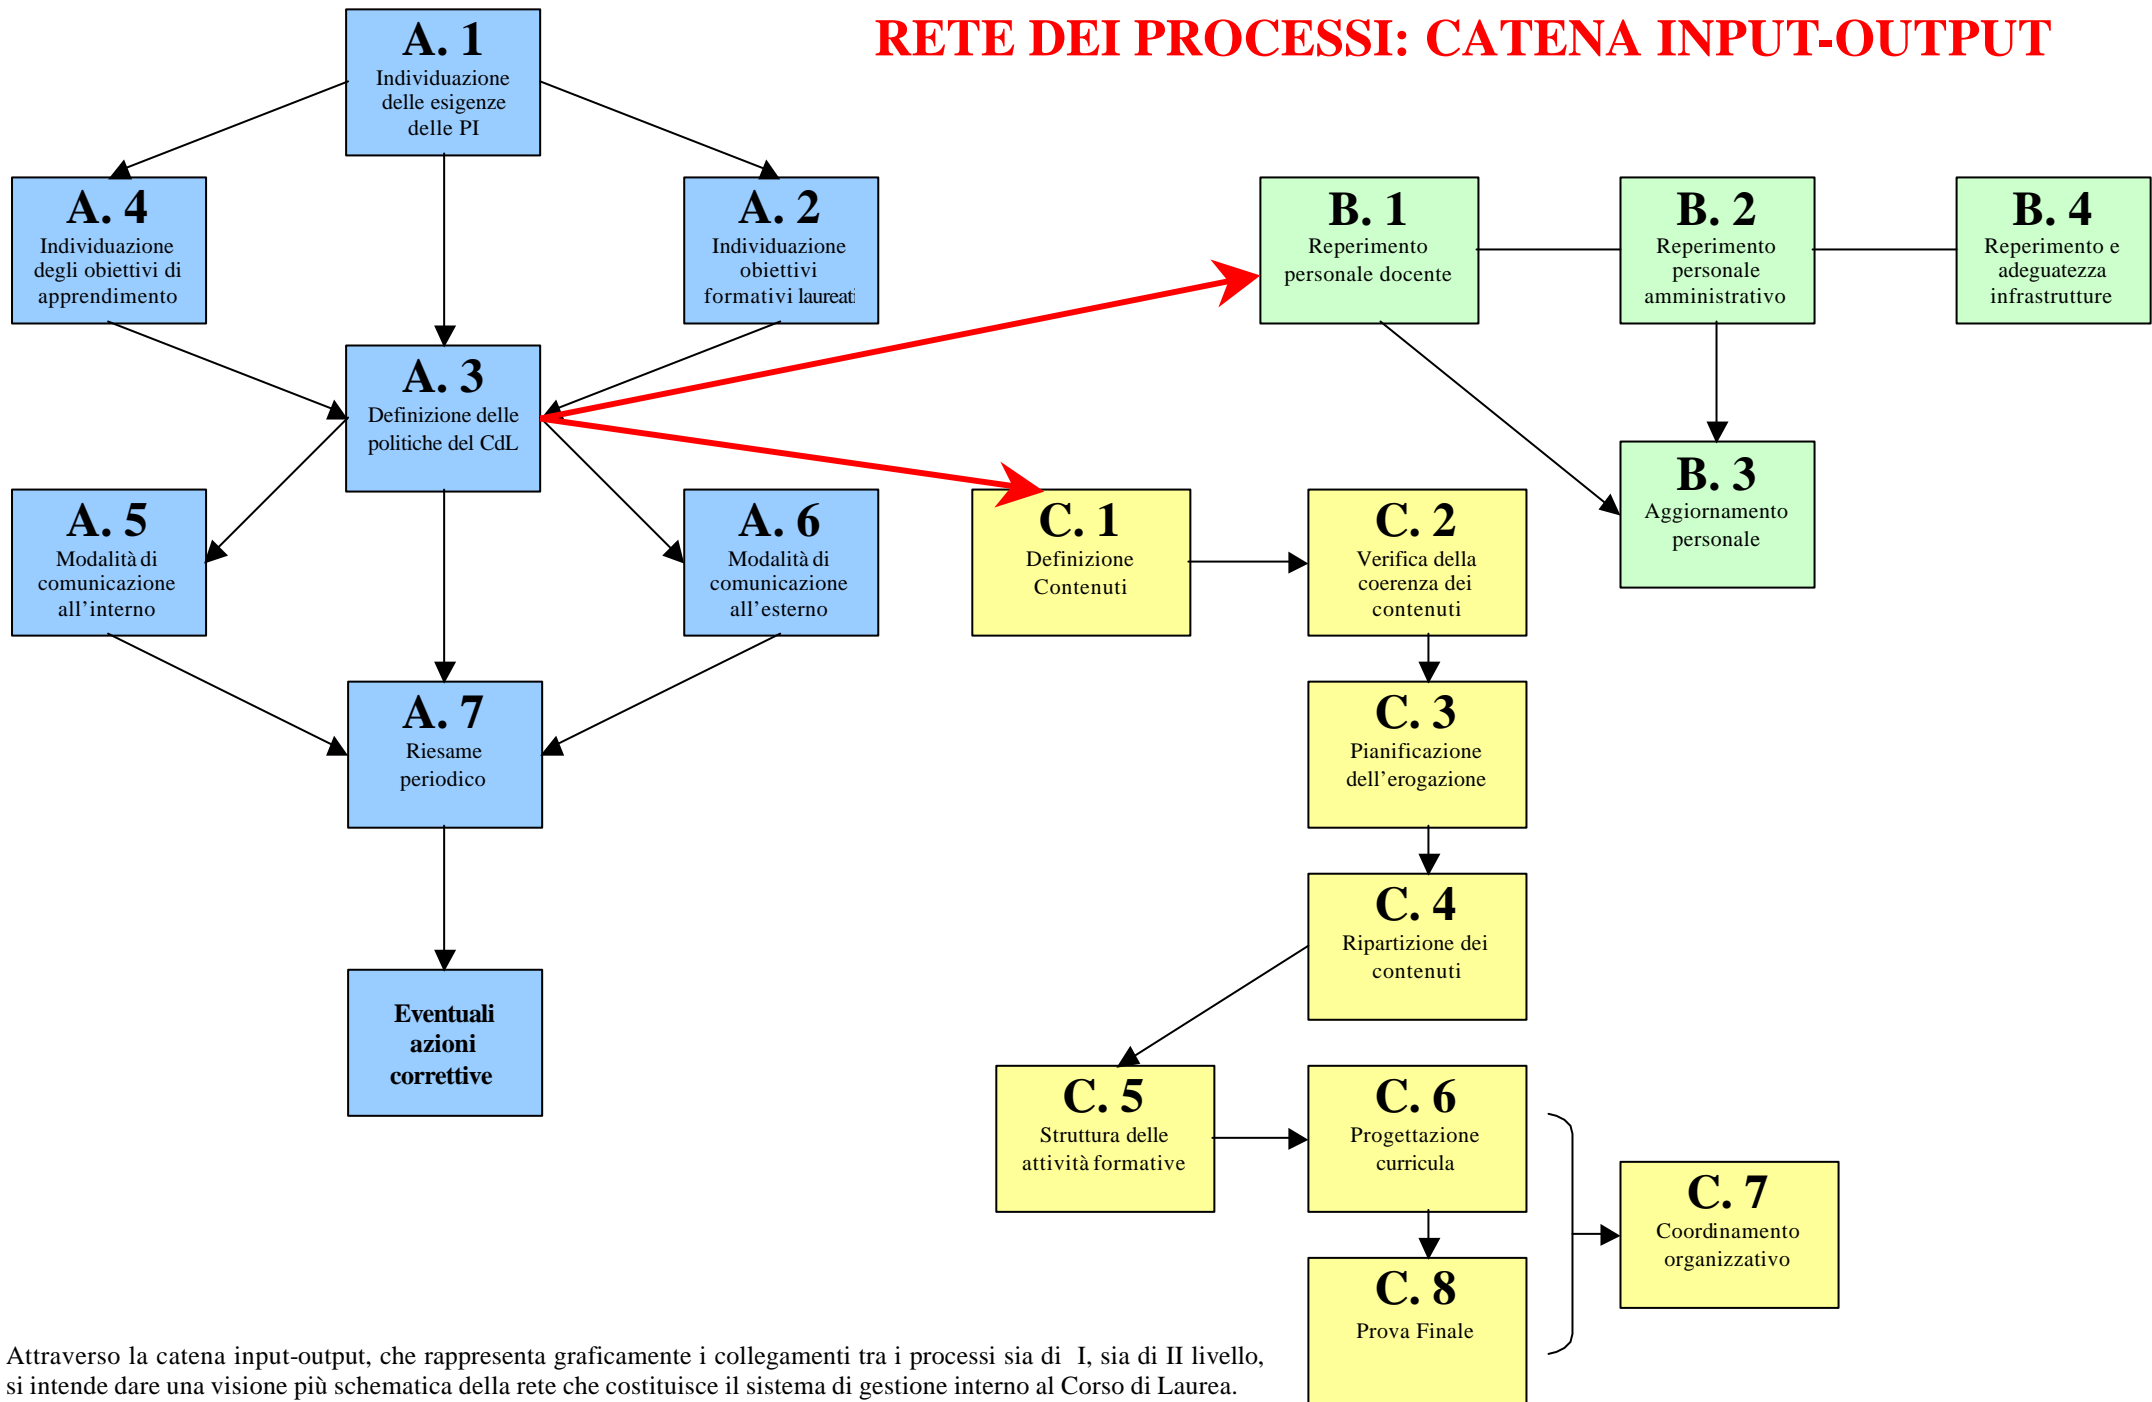 RETE DEI PROCESSI: CATENA INPUT-OUTPUT
A. 1
Individuazione
delle esigenze
delle PI
A. 4
Individuazione
degli obiettivi di
apprendimento
A. 2
Individuazione
obiettivi
formativi laureati
A. 3
Definizione delle
politiche del CdL
A. 5
Modalità di
comunicazione
all’interno
A. 6
Modalità di
comunicazione
all’esterno
A. 7
Riesame
periodico
Eventuali
azioni
correttive
B. 1
Reperimento
personale docente
B. 2
Reperimento
personale
amministrativo
B. 4
Reperimento e
adeguatezza
infrastrutture
B. 3
Aggiornamento
personale
C. 1
Definizione
Contenuti
C. 2
Verifica della
coerenza dei
contenuti
C. 3
Pianificazione
dell’erogazione
C. 4
Ripartizione dei
contenuti
C. 5
Struttura delle
attività formative
C. 6
Progettazione
curricula
C. 7
Coordinamento
organizzativo
C. 8
Prova Finale
Attraverso la catena input-output, che rappresenta graficamente i collegamenti tra i processi sia di I, sia di II livello,
si intende dare una visione più schematica della rete che costituisce il sistema di gestione interno al Corso di Laurea.